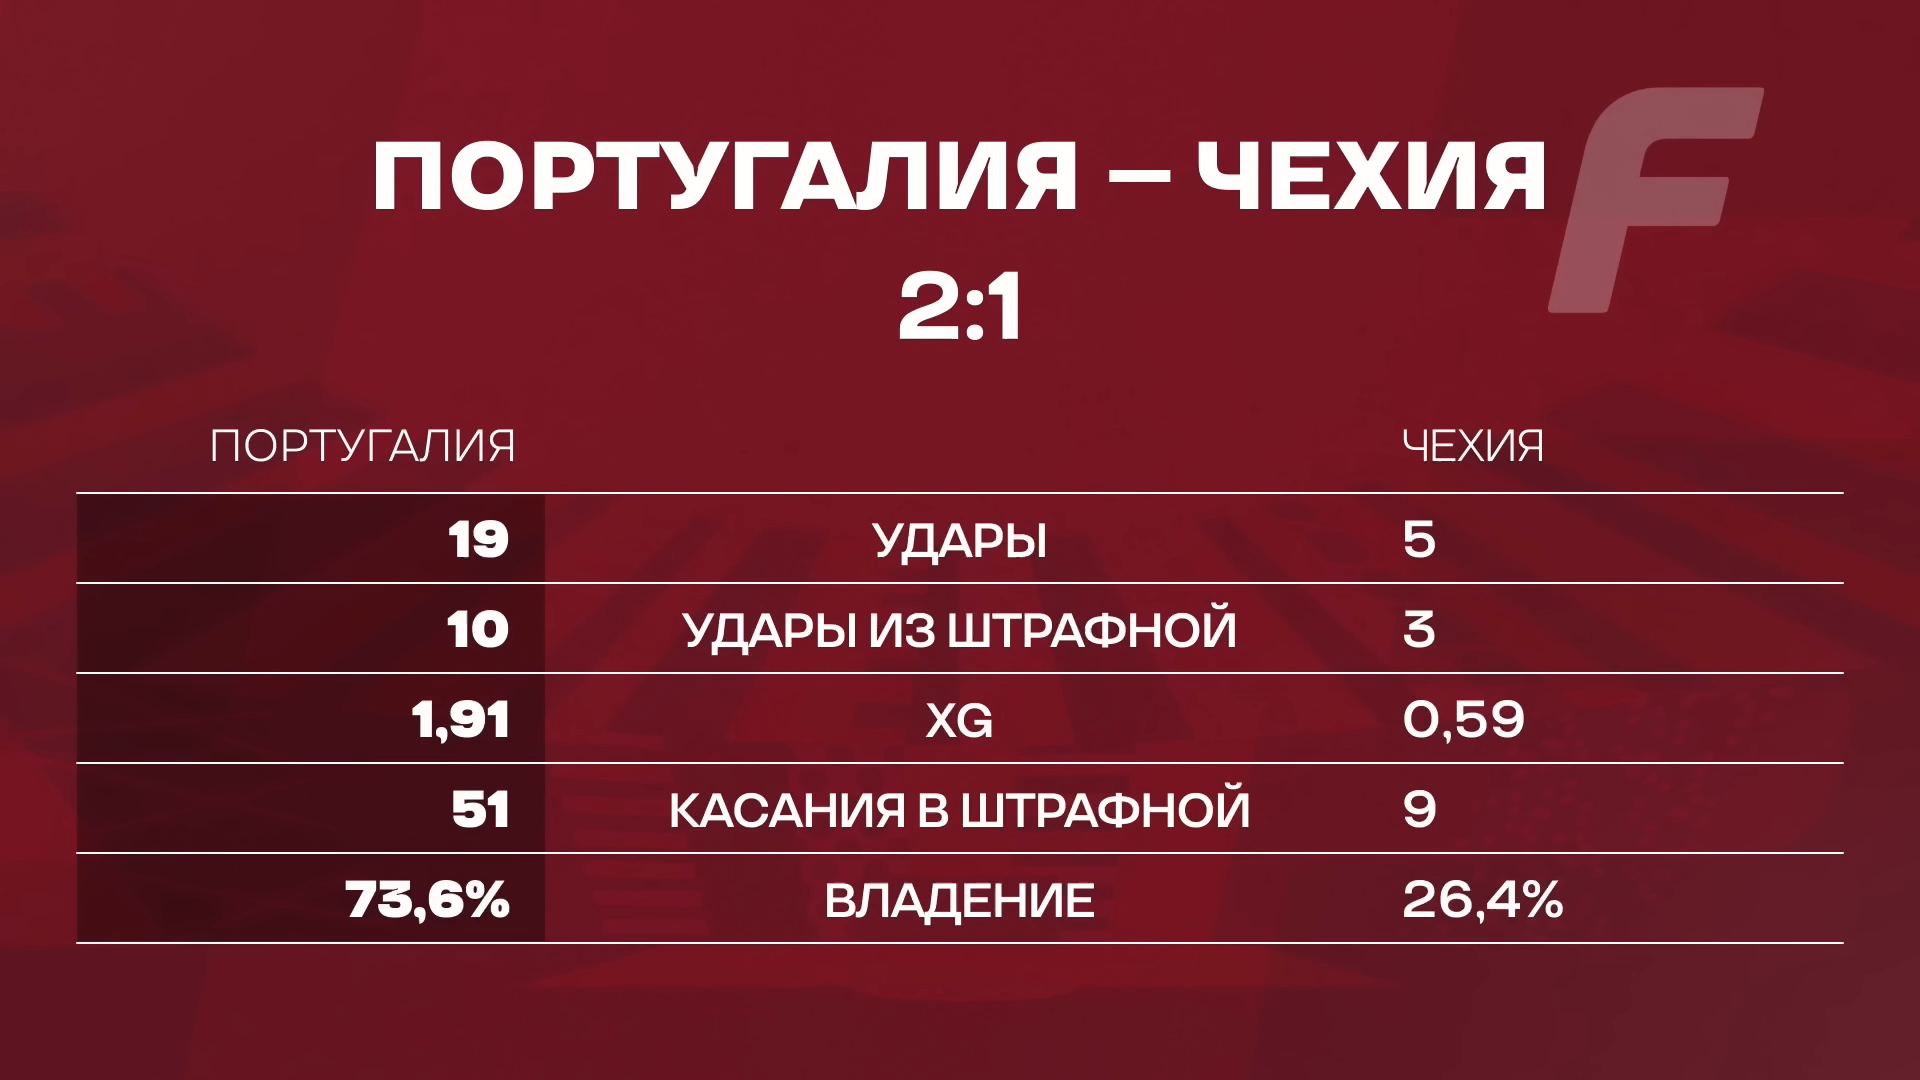 ПОРТУГАЛИЯ – ЧЕХИЯ
2:1
F
ПОРТУГАЛИЯ ЧЕХИЯ
19 УДАРЫ 5
10 УДАРЫ ИЗ ШТРАФНОЙ 3
1,91 XG 0,59
51 КАСАНИЯ В ШТРАФНОЙ 9
73,6% ВЛАДЕНИЕ 26,4%